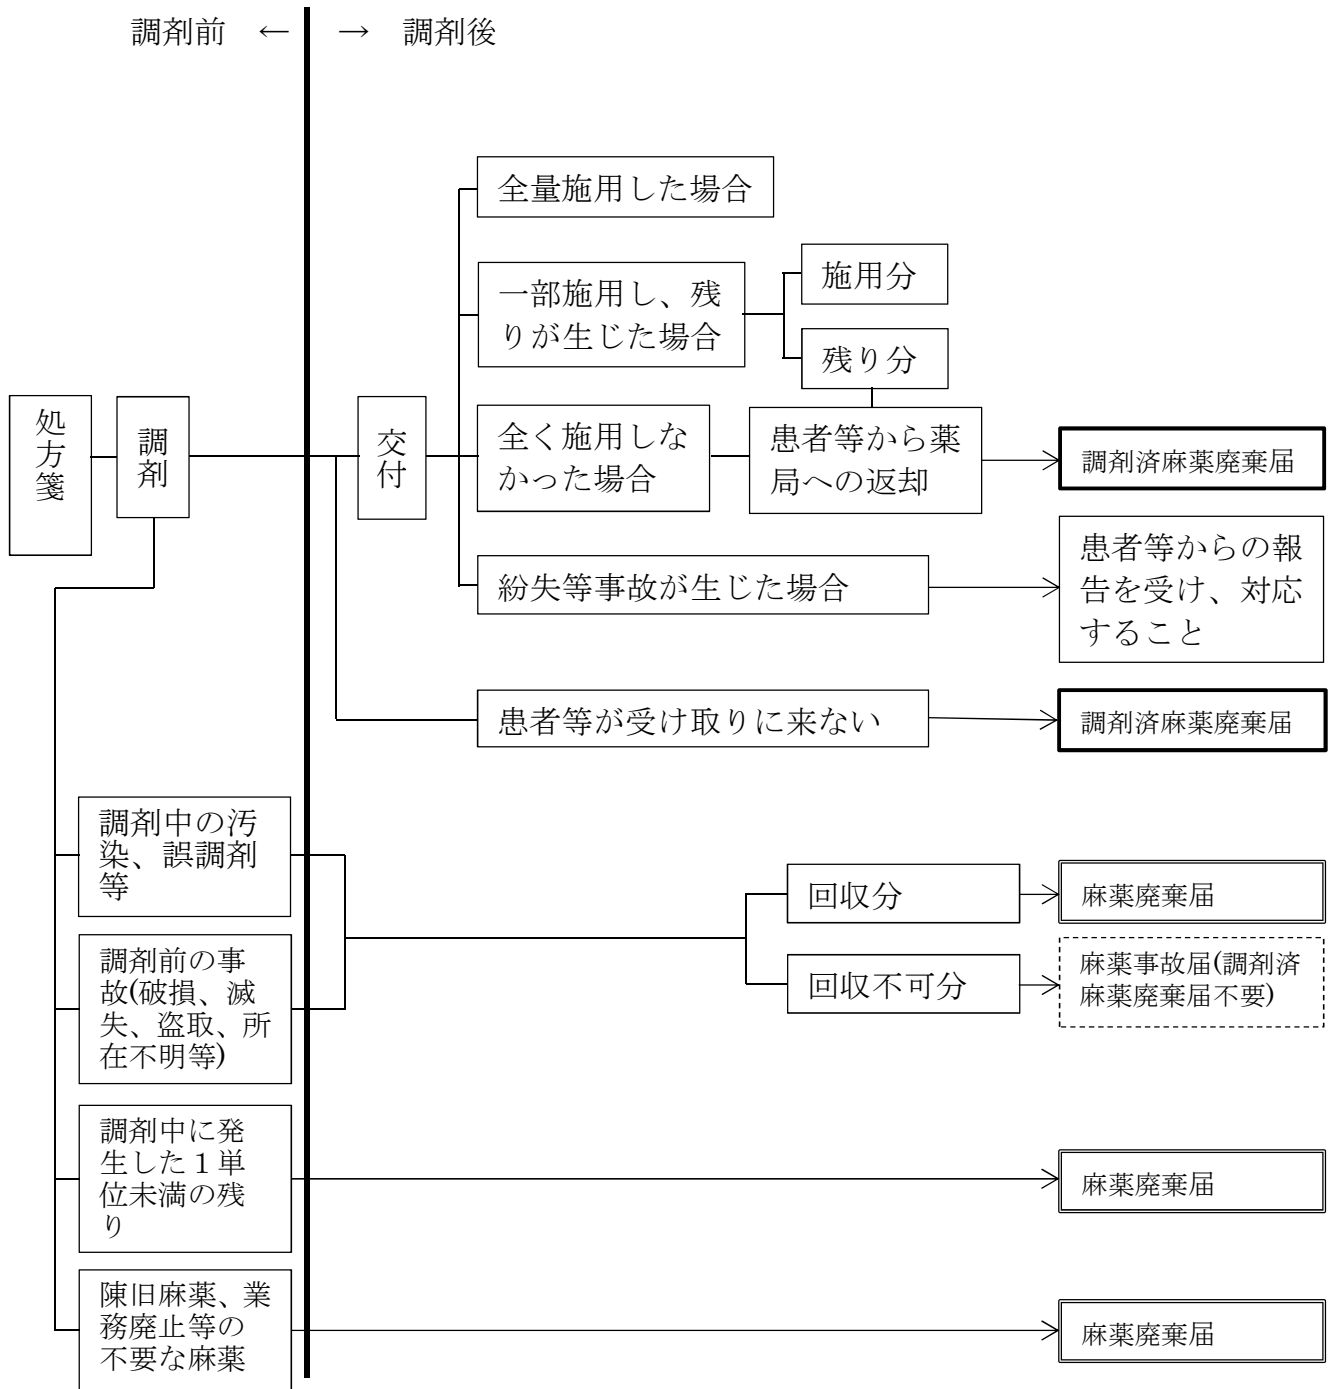 調剤前 ← → 調剤後
全量施用した場合
一部施用し、残
りが生じた場合
施用分
残り分
処方箋
調剤
交付
全く施用しな
かった場合
患者等から薬
局への返却
調剤済麻薬廃棄届
紛失等事故が生じた場合
患者等からの報
告を受け、対応
すること
患者等が受け取りに来ない
調剤済麻薬廃棄届
調剤中の汚
染、誤調剤
等
回収分
麻薬廃棄届
調剤前の事
故(破損、滅
失、盗取、所
在不明等)
回収不可分
麻薬事故届(調剤済
麻薬廃棄届不要)
調剤中に発
生した1単
位未満の残
り
麻薬廃棄届
陳旧麻薬、業
務廃止等の
不要な麻薬
麻薬廃棄届